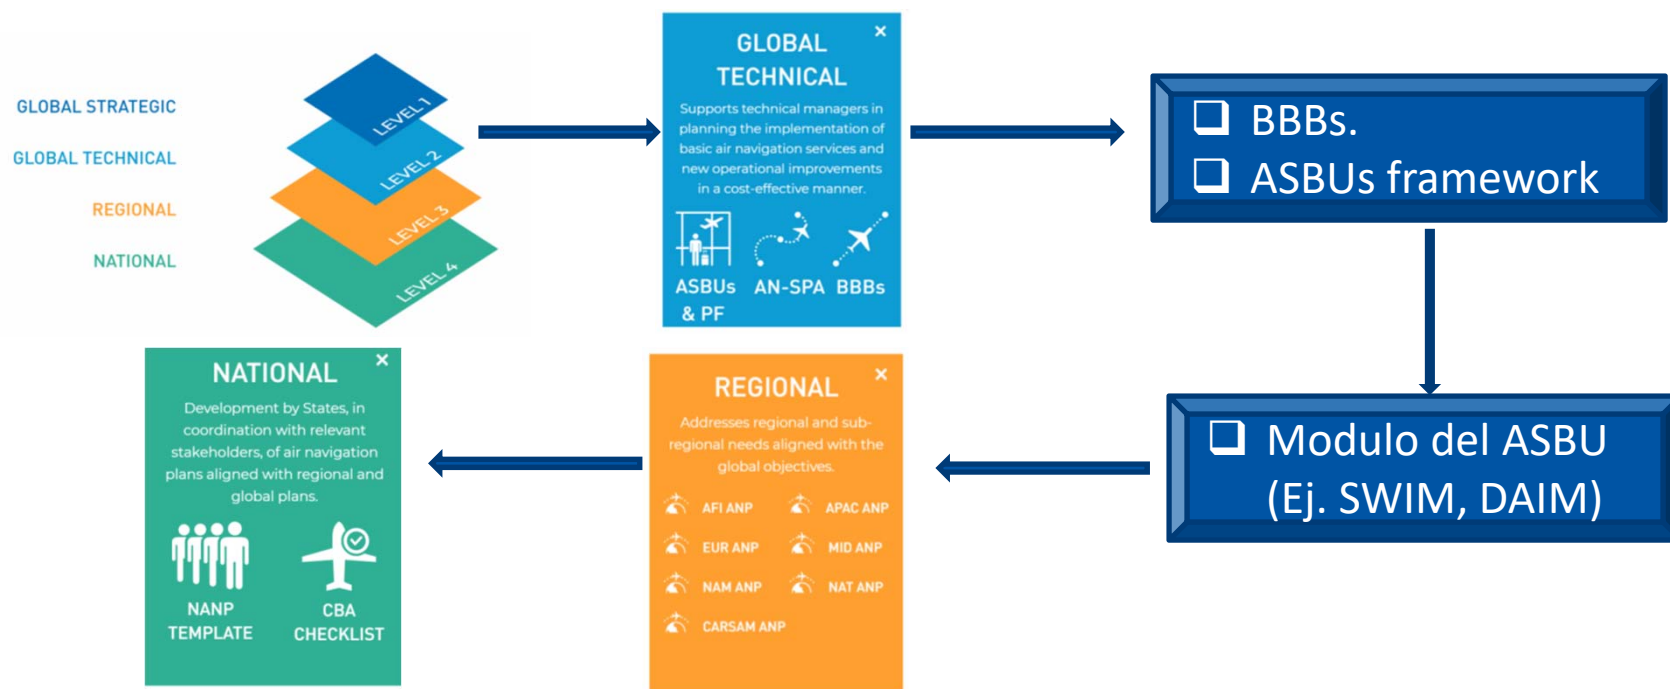 GLOBAL STRATEGIC
GLOBAL TECHNICAL
REGIONAL
NATIONAL
LEVEL 1
LEVEL 2
LEVEL 3
LEVEL 4
×
GLOBAL
TECHNICAL
Supports technical managers in
planning the implementation of
basic air navigation services and
new operational improvements
in a cost-effective manner.
ASBUs
& PF
AN-SPA
BBBs
BBBs.
ASBUs framework
Modulo del ASBU
(Ej. SWIM, DAIM)
×
REGIONAL
Addresses regional and sub-
regional needs aligned with the
global objectives.
AFI ANP
APAC ANP
EUR ANP
MID ANP
NAM ANP
NAT ANP
CARSAM ANP
×
NATIONAL
Development by States, in
coordination with relevant
stakeholders, of air navigation
plans aligned with regional and
global plans.
NANP
TEMPLATE
CBA
CHECKLIST